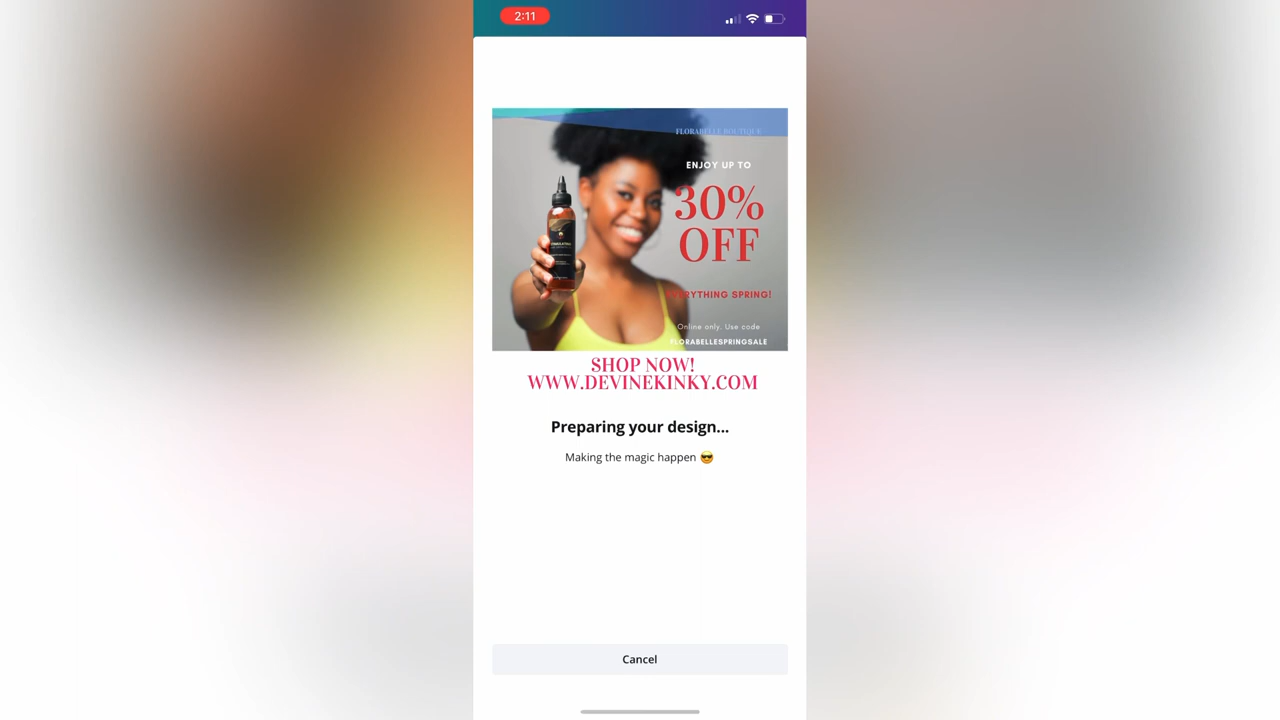 2:11
FLORABELLE BOUTIQUE
ENJOY UP TO
30%
OFF
EVERYTHING SPRING!
Online only. Use code
FLORABELLESPRINGSALE
SHOP NOW!
WWW.DEVINEKINKY.COM
Preparing your design...
Making the magic happen 😎
Cancel